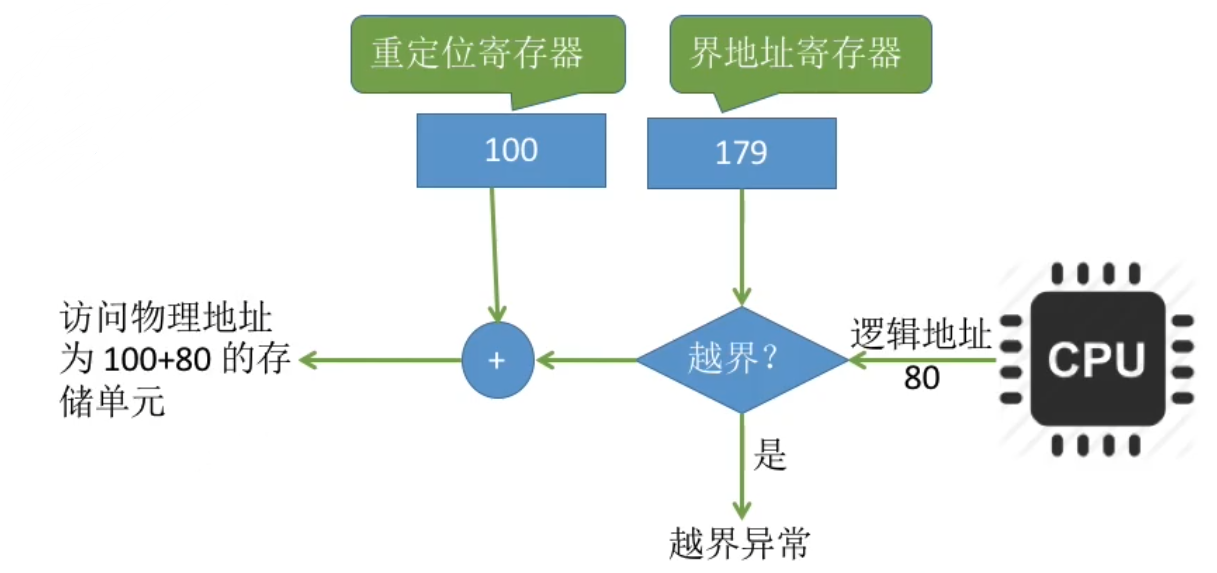 重定位寄存器
界地址寄存器
100
179
访问物理地址
为 100+80 的存
储单元
+
越界？
逻辑地址
80
CPU
是
越界异常